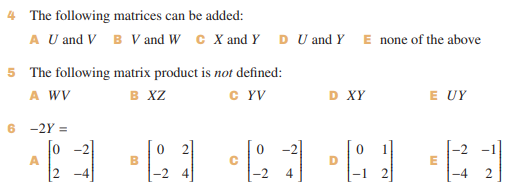 4 The following matrices can be added:
A U and V B V and W C X and Y D U and Y E none of the above
5 The following matrix product is not defined:
A WV B XZ C YV D XY E UY
6 –2Y =
A [0 –2] B [0 2] C [0 –2] D [0 1] E [–2 –1]
[2 –4] [–2 4] [–2 4] [–1 2] [–4 2]